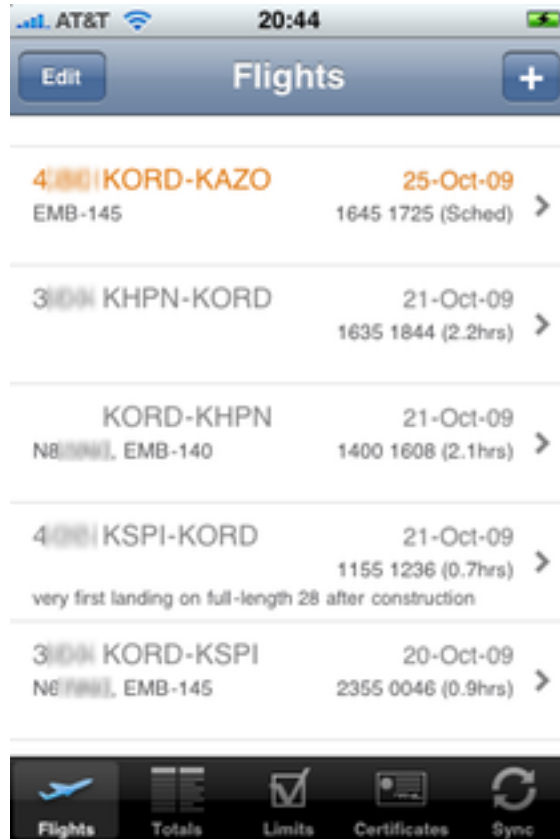 AT&T 20:44
Edit Flights +
KORD-KAZO 25-Oct-09
EMB-145 1645 1725 (Sched)
KHPN-KORD 21-Oct-09
1635 1844 (2.2hrs)
KORD-KHPN 21-Oct-09
EMB-140 1400 1608 (2.1hrs)
KSPI-KORD 21-Oct-09
1155 1236 (0.7hrs)
very first landing on full-length 28 after construction
KORD-KSPI 20-Oct-09
EMB-145 2355 0046 (0.9hrs)
Flights Totals Limits Certificates Sync